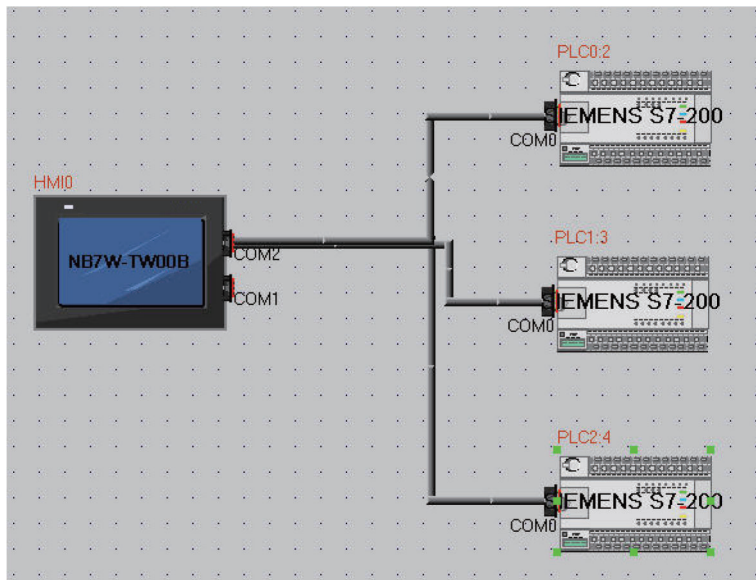 PLC0:2
SIEMENS S7-200
COM0
HMI0
NB7W-TW00B
COM2
COM1
PLC1:3
SIEMENS S7-200
COM0
PLC2:4
SIEMENS S7-200
COM0